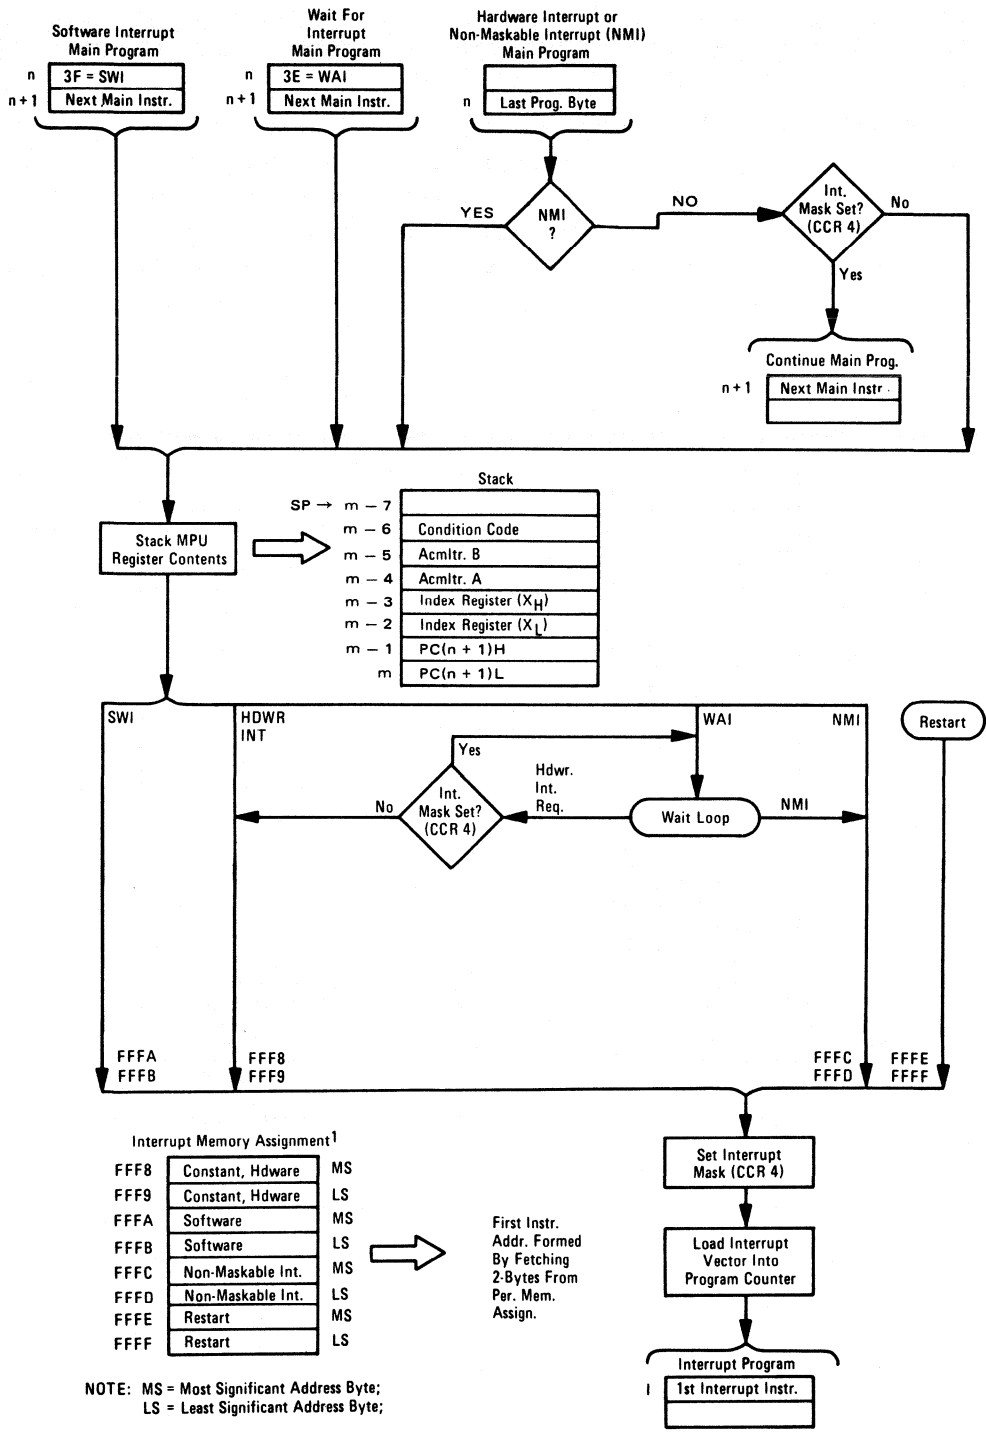 Software Interrupt
Main Program
n 3F = SWI
n+1 Next Main Instr.
Wait For
Interrupt
Main Program
n 3E = WAI
n+1 Next Main Instr.
Hardware Interrupt or
Non-Maskable Interrupt (NMI)
Main Program
n Last Prog. Byte
YES
NMI
?
NO
Int.
Mask Set?
(CCR 4)
No
Yes
Continue Main Prog.
n+1 Next Main Instr.
Stack MPU
Register Contents
Stack
SP → m – 7
m – 6 Condition Code
m – 5 Acmltr. B
m – 4 Acmltr. A
m – 3 Index Register (XH)
m – 2 Index Register (XL)
m – 1 PC(n + 1)H
m PC(n + 1)L
SWI
HDWR
INT
WAI
NMI
Restart
Yes
Int.
Mask Set?
(CCR 4)
No
Hdwr.
Int.
Req.
Wait Loop
NMI
FFFA
FFFB
FFF8
FFF9
FFFC
FFFD
FFFE
FFFF
Interrupt Memory Assignment1
FFF8 Constant, Hdware MS
FFF9 Constant, Hdware LS
FFFA Software MS
FFFB Software LS
FFFC Non-Maskable Int. MS
FFFD Non-Maskable Int. LS
FFFE Restart MS
FFFF Restart LS
First Instr.
Addr. Formed
By Fetching
2-Bytes From
Per. Mem.
Assign.
Set Interrupt
Mask (CCR 4)
Load Interrupt
Vector Into
Program Counter
Interrupt Program
I 1st Interrupt Instr.
NOTE: MS = Most Significant Address Byte;
LS = Least Significant Address Byte;